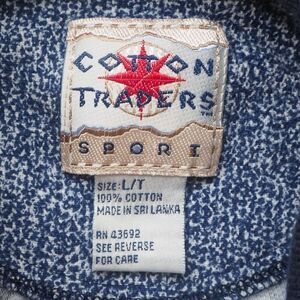 COTTON
TRADERS
SPORT
SIZE: L/T
100% COTTON
MADE IN SRI LANKA
RN 43692
SEE REVERSE
FOR CARE